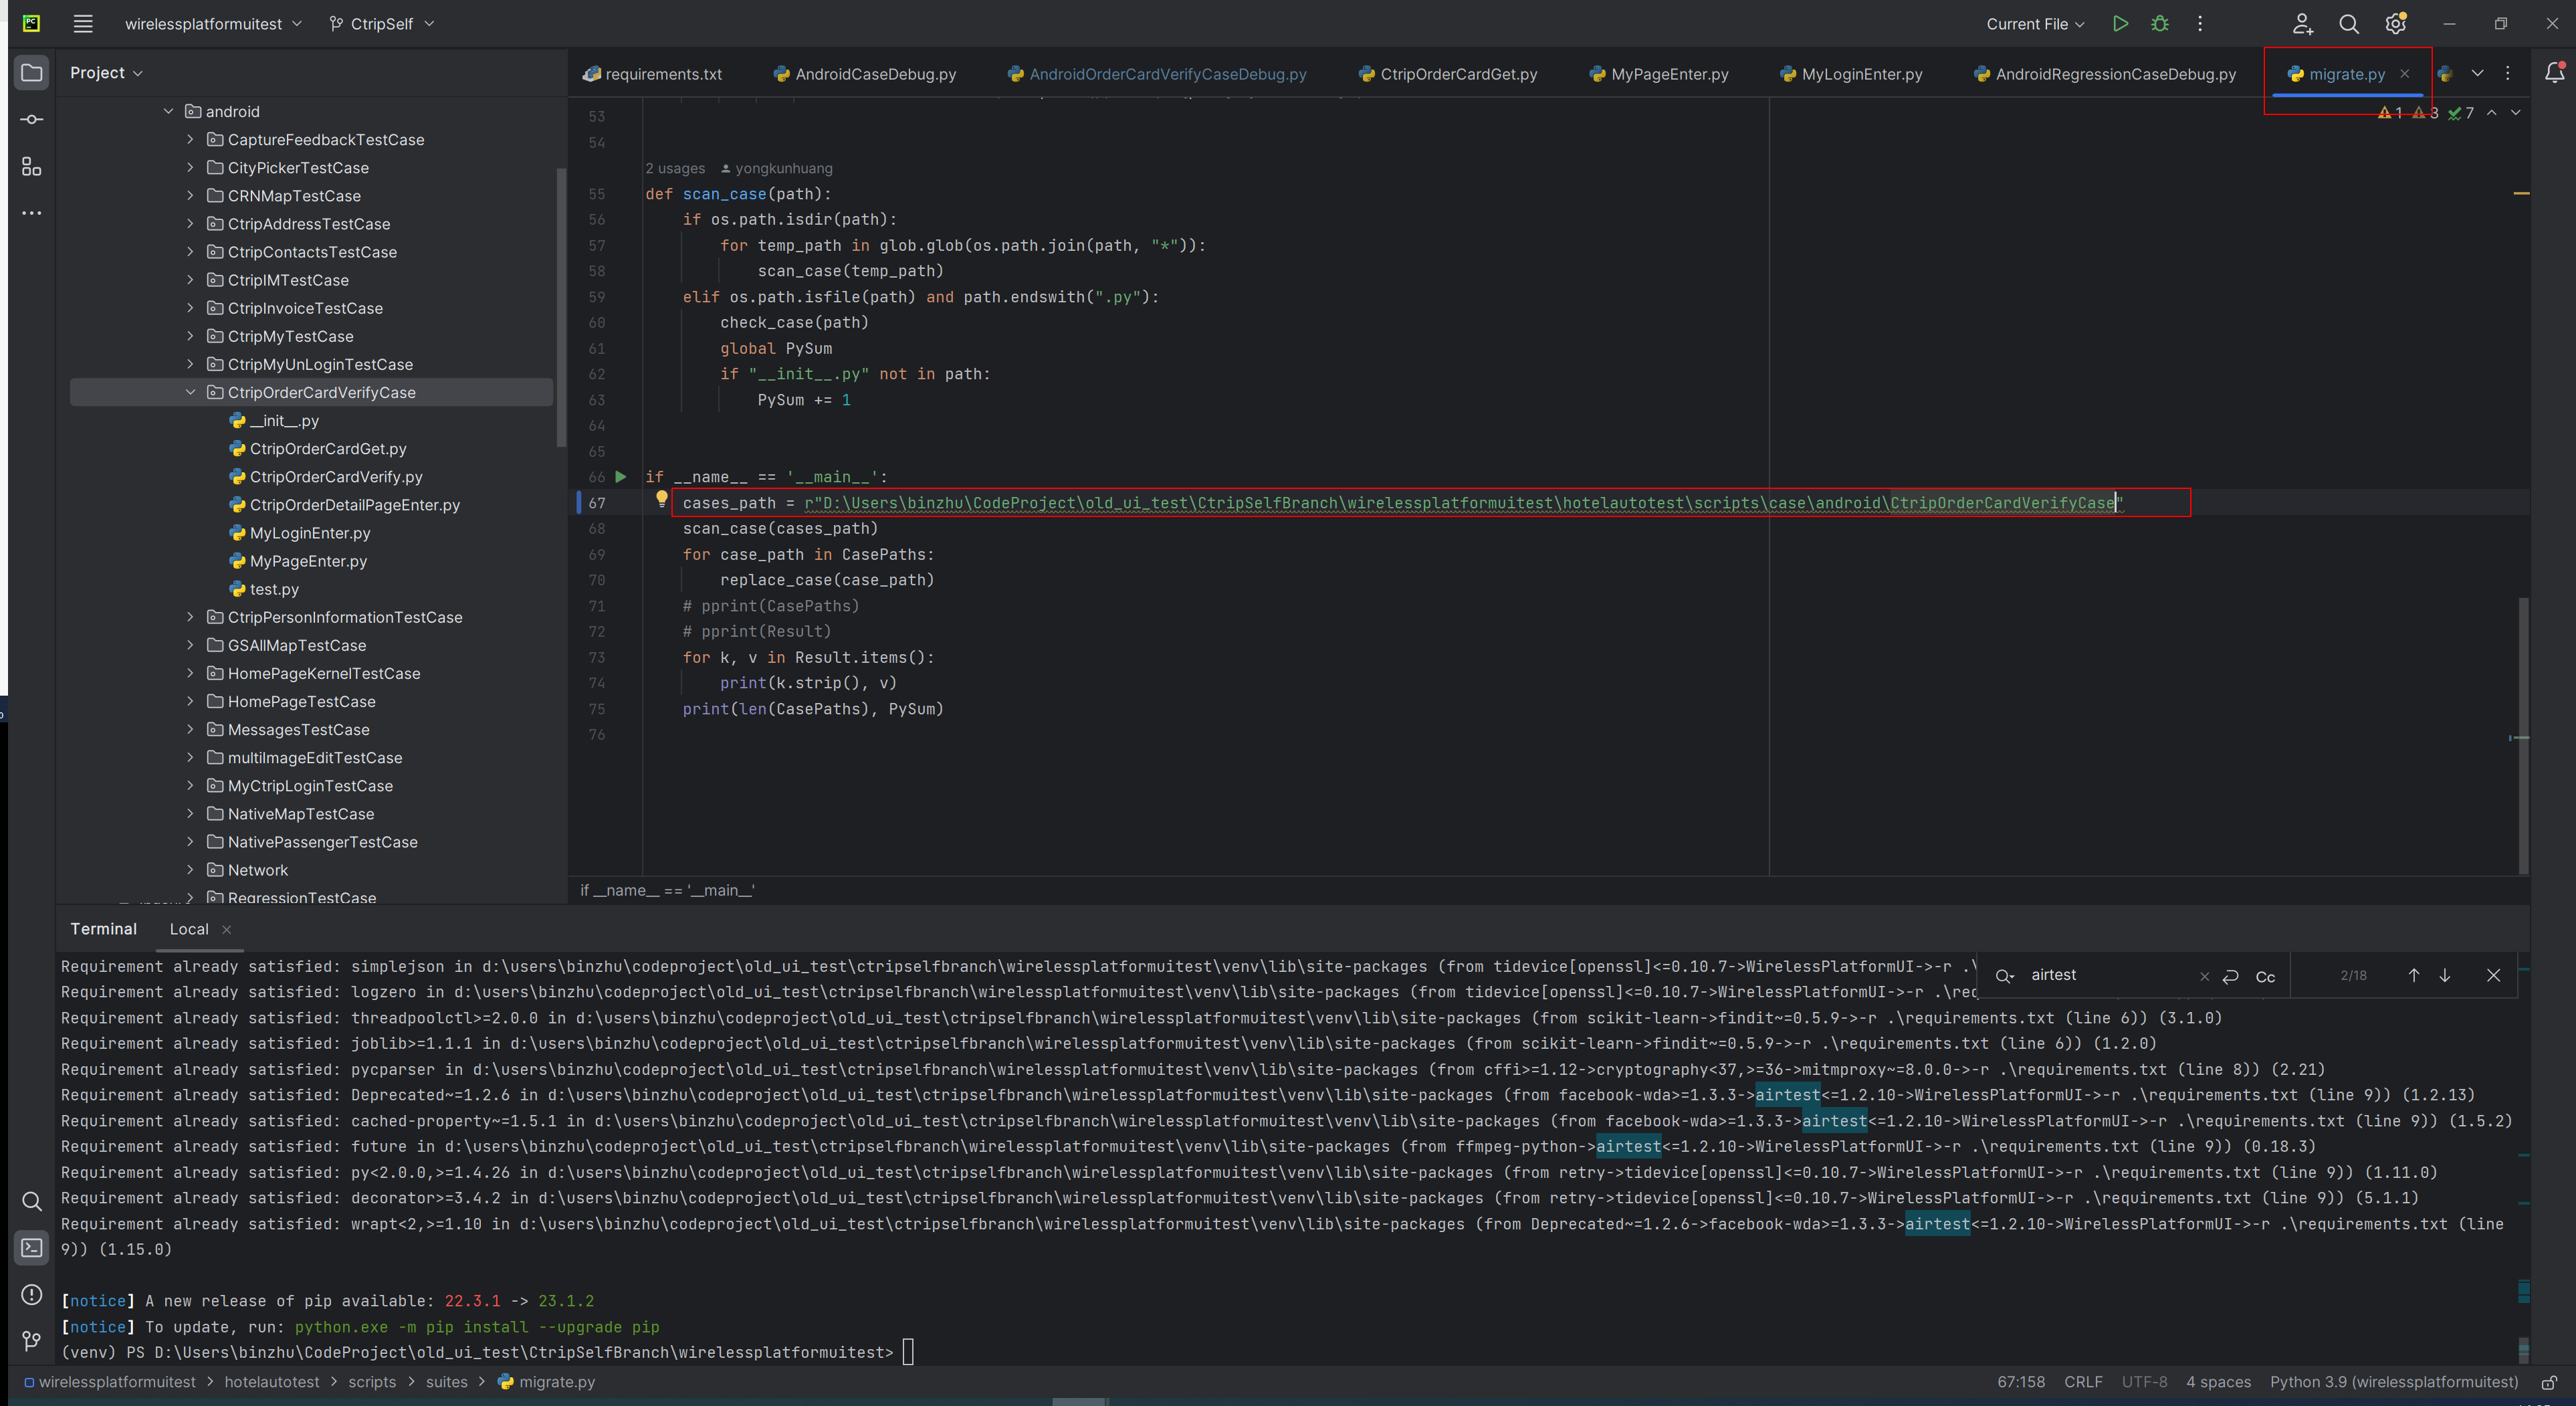 PC
wirelessplatformuitest
CtripSelf
Current File
Project
android
CaptureFeedbackTestCase
CityPickerTestCase
CRNMapTestCase
CtripAddressTestCase
CtripContactsTestCase
CtripIMTestCase
CtripInvoiceTestCase
CtripMyTestCase
CtripMyUnLoginTestCase
CtripOrderCardVerifyCase
__init__.py
CtripOrderCardGet.py
CtripOrderCardVerify.py
CtripOrderDetailPageEnter.py
MyLoginEnter.py
MyPageEnter.py
test.py
CtripPersonInformationTestCase
GSAllMapTestCase
HomePageKernelTestCase
HomePageTestCase
MessagesTestCase
multiImageEditTestCase
MyCtripLoginTestCase
NativeMapTestCase
NativePassengerTestCase
Network
RegressionTestCase
requirements.txt
AndroidCaseDebug.py
AndroidOrderCardVerifyCaseDebug.py
CtripOrderCardGet.py
MyPageEnter.py
MyLoginEnter.py
AndroidRegressionCaseDebug.py
migrate.py
1 3 7
53
54
2 usages yongkunhuang
55 def scan_case(path):
56 if os.path.isdir(path):
57 for temp_path in glob.glob(os.path.join(path, "*")):
58 scan_case(temp_path)
59 elif os.path.isfile(path) and path.endswith(".py"):
60 check_case(path)
61 global PySum
62 if "__init__.py" not in path:
63 PySum += 1
64
65
66 if __name__ == '__main__':
67 cases_path = r"D:\Users\binzhu\CodeProject\old_ui_test\CtripSelfBranch\wirelessplatformuitest\hotelautotest\scripts\case\android\CtripOrderCardVerifyCase"
68 scan_case(cases_path)
69 for case_path in CasePaths:
70 replace_case(case_path)
71 # pprint(CasePaths)
72 # pprint(Result)
73 for k, v in Result.items():
74 print(k.strip(), v)
75 print(len(CasePaths), PySum)
76
if __name__ == '__main__'
Terminal Local
airtest
Cc
2/18
Requirement already satisfied: simplejson in d:\users\binzhu\codeproject\old_ui_test\ctripselfbranch\wirelessplatformuitest\venv\lib\site-packages (from tidevice[openssl]<=0.10.7->WirelessPlatformUI->-r .\
Requirement already satisfied: logzero in d:\users\binzhu\codeproject\old_ui_test\ctripselfbranch\wirelessplatformuitest\venv\lib\site-packages (from tidevice[openssl]<=0.10.7->WirelessPlatformUI->-r .\rec
Requirement already satisfied: threadpoolctl>=2.0.0 in d:\users\binzhu\codeproject\old_ui_test\ctripselfbranch\wirelessplatformuitest\venv\lib\site-packages (from scikit-learn->findit~=0.5.9->-r .\requirements.txt (line 6)) (3.1.0)
Requirement already satisfied: joblib>=1.1.1 in d:\users\binzhu\codeproject\old_ui_test\ctripselfbranch\wirelessplatformuitest\venv\lib\site-packages (from scikit-learn->findit~=0.5.9->-r .\requirements.txt (line 6)) (1.2.0)
Requirement already satisfied: pycparser in d:\users\binzhu\codeproject\old_ui_test\ctripselfbranch\wirelessplatformuitest\venv\lib\site-packages (from cffi>=1.12->cryptography<37,>=36->mitmproxy~=8.0.0->-r .\requirements.txt (line 8)) (2.21)
Requirement already satisfied: Deprecated~=1.2.6 in d:\users\binzhu\codeproject\old_ui_test\ctripselfbranch\wirelessplatformuitest\venv\lib\site-packages (from facebook-wda>=1.3.3->airtest<=1.2.10->WirelessPlatformUI->-r .\requirements.txt (line 9)) (1.2.13)
Requirement already satisfied: cached-property~=1.5.1 in d:\users\binzhu\codeproject\old_ui_test\ctripselfbranch\wirelessplatformuitest\venv\lib\site-packages (from facebook-wda>=1.3.3->airtest<=1.2.10->WirelessPlatformUI->-r .\requirements.txt (line 9)) (1.5.2)
Requirement already satisfied: future in d:\users\binzhu\codeproject\old_ui_test\ctripselfbranch\wirelessplatformuitest\venv\lib\site-packages (from ffmpeg-python->airtest<=1.2.10->WirelessPlatformUI->-r .\requirements.txt (line 9)) (0.18.3)
Requirement already satisfied: py<2.0.0,>=1.4.26 in d:\users\binzhu\codeproject\old_ui_test\ctripselfbranch\wirelessplatformuitest\venv\lib\site-packages (from retry->tidevice[openssl]<=0.10.7->WirelessPlatformUI->-r .\requirements.txt (line 9)) (1.11.0)
Requirement already satisfied: decorator>=3.4.2 in d:\users\binzhu\codeproject\old_ui_test\ctripselfbranch\wirelessplatformuitest\venv\lib\site-packages (from retry->tidevice[openssl]<=0.10.7->WirelessPlatformUI->-r .\requirements.txt (line 9)) (5.1.1)
Requirement already satisfied: wrapt<2,>=1.10 in d:\users\binzhu\codeproject\old_ui_test\ctripselfbranch\wirelessplatformuitest\venv\lib\site-packages (from Deprecated~=1.2.6->facebook-wda>=1.3.3->airtest<=1.2.10->WirelessPlatformUI->-r .\requirements.txt (line
9)) (1.15.0)
[notice] A new release of pip available: 22.3.1 -> 23.1.2
[notice] To update, run: python.exe -m pip install --upgrade pip
(venv) PS D:\Users\binzhu\CodeProject\old_ui_test\CtripSelfBranch\wirelessplatformuitest>
wirelessplatformuitest > hotelautotest > scripts > suites > migrate.py
67:158 CRLF UTF-8 4 spaces Python 3.9 (wirelessplatformuitest)